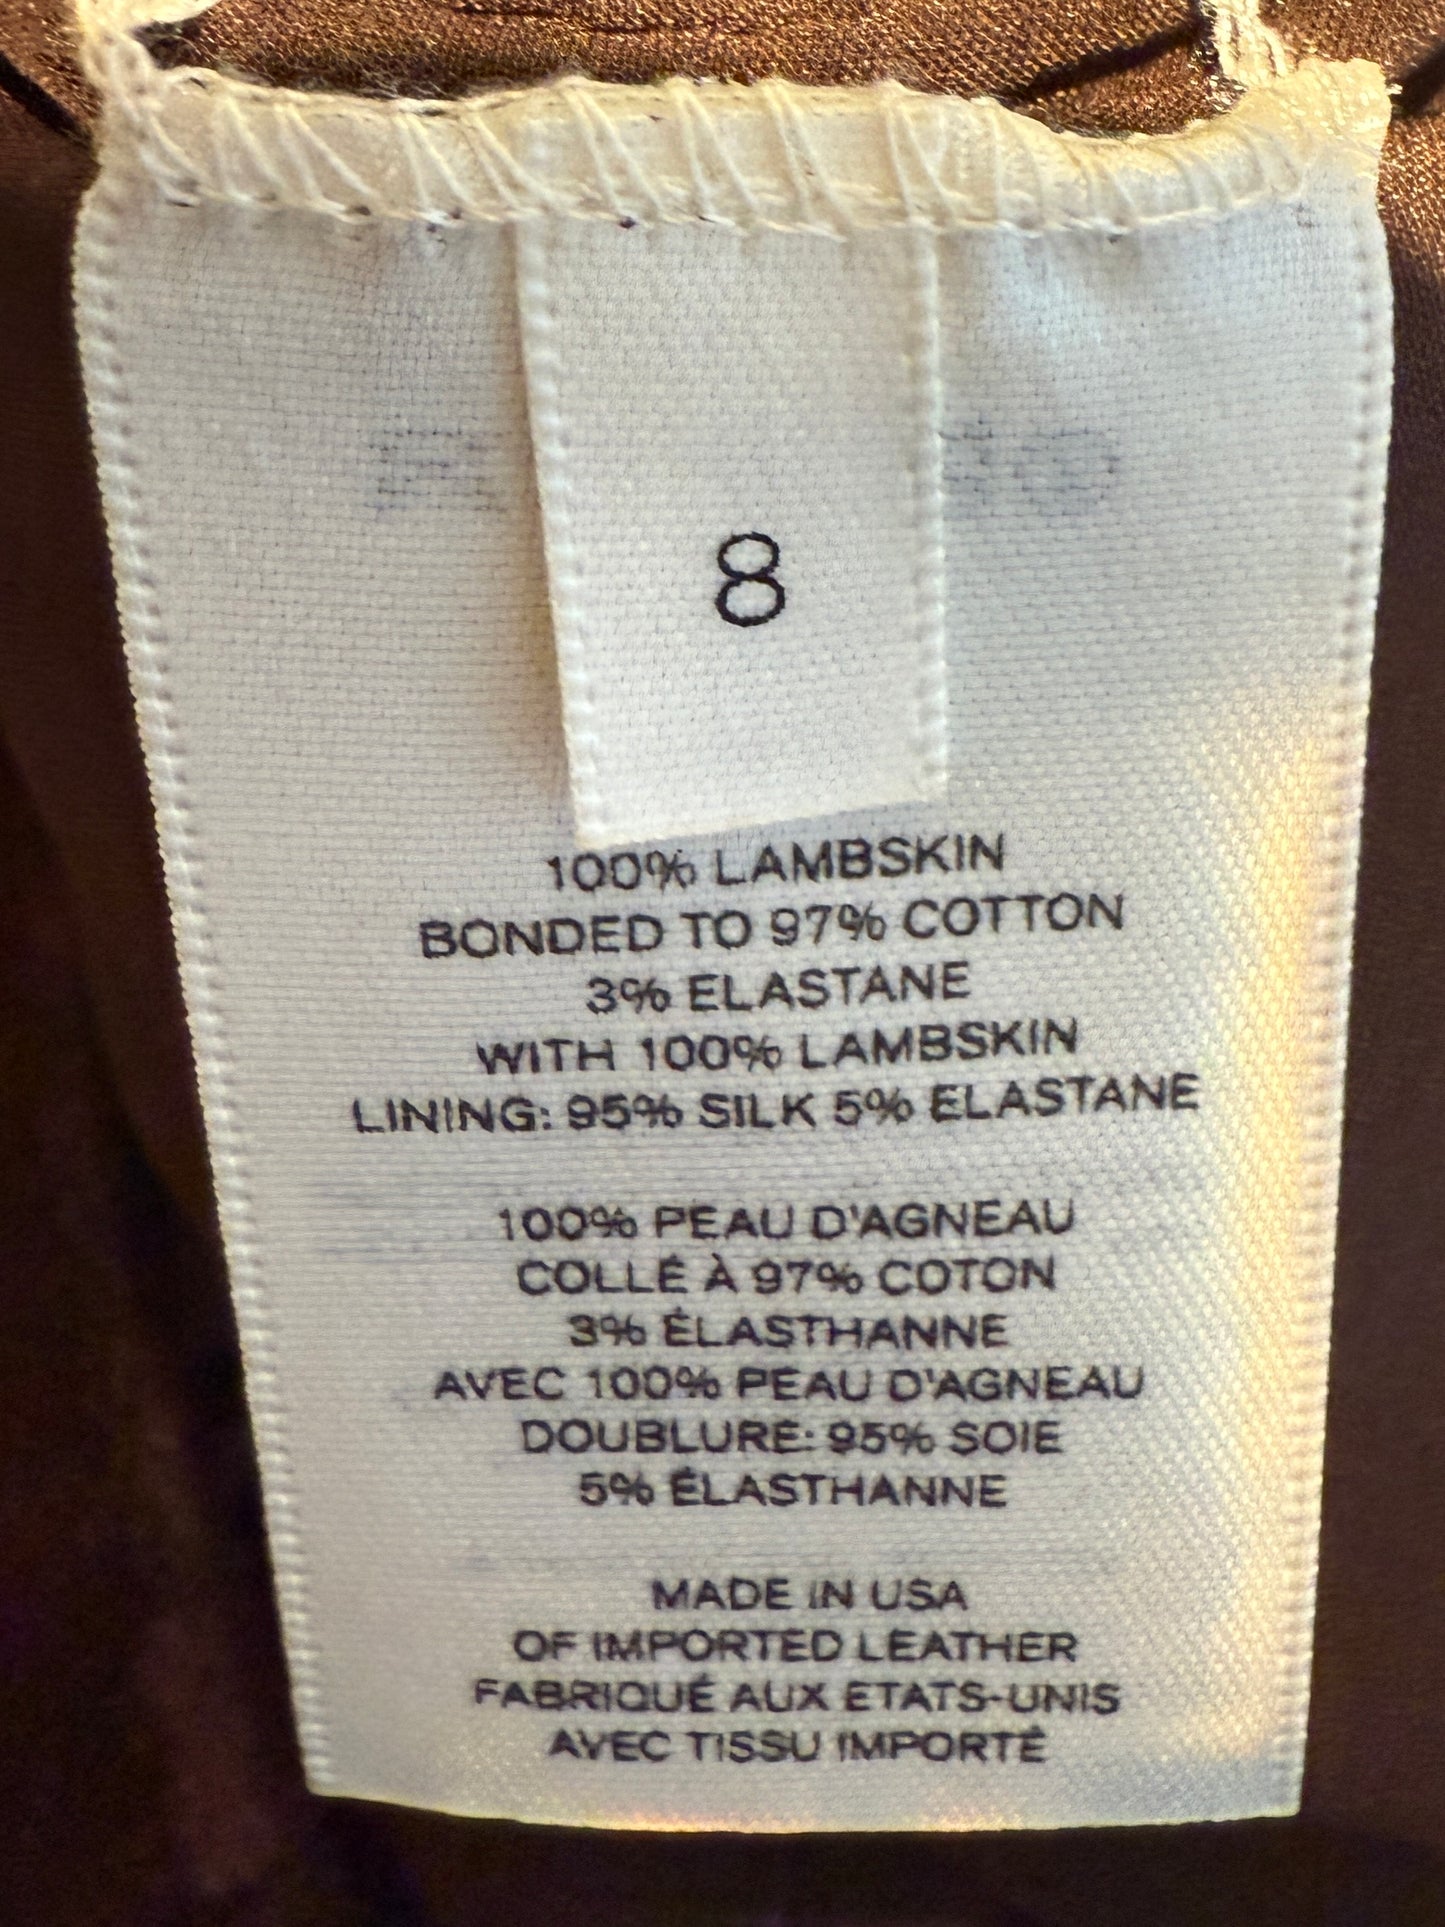 8
100% LAMBSKIN
BONDED TO 97% COTTON
3% ELASTANE
WITH 100% LAMBSKIN
LINING: 95% SILK 5% ELASTANE
100% PEAU D'AGNEAU
COLLÉ À 97% COTON
3% ÉLASTHANNE
AVEC 100% PEAU D'AGNEAU
DOUBLURE: 95% SOIE
5% ÉLASTHANNE
MADE IN USA
OF IMPORTED LEATHER
FABRIQUÉ AUX ETATS-UNIS
AVEC TISSU IMPORTÉ